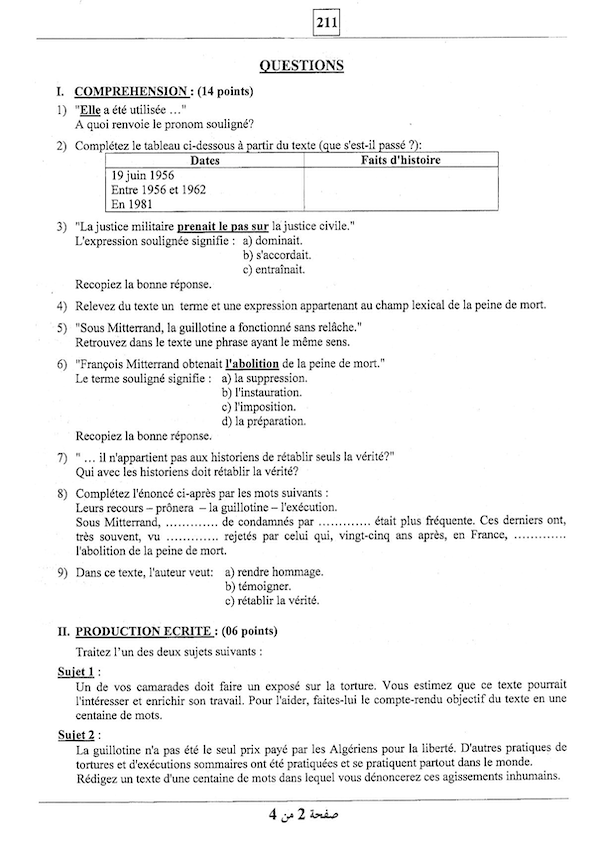 211
QUESTIONS
I. COMPREHENSION : (14 points)
1) "Elle a été utilisée …"
A quoi renvoie le pronom souligné?
2) Complétez le tableau ci-dessous à partir du texte (que s'est-il passé ?):
Dates Faits d'histoire
19 juin 1956
Entre 1956 et 1962
En 1981
3) "La justice militaire prenait le pas sur la justice civile."
L'expression soulignée signifie : a) dominait.
b) s'accordait.
c) entraînait.
Recopiez la bonne réponse.
4) Relevez du texte un terme et une expression appartenant au champ lexical de la peine de mort.
5) "Sous Mitterrand, la guillotine a fonctionné sans relâche."
Retrouvez dans le texte une phrase ayant le même sens.
6) "François Mitterrand obtenait l'abolition de la peine de mort."
Le terme souligné signifie : a) la suppression.
b) l'instauration.
c) l'imposition.
d) la préparation.
Recopiez la bonne réponse.
7) " … il n'appartient pas aux historiens de rétablir seuls la vérité?"
Qui avec les historiens doit rétablir la vérité?
8) Complétez l'énoncé ci-après par les mots suivants :
Leurs recours – prônera – la guillotine – l'exécution.
Sous Mitterrand, …………. de condamnés par …………. était plus fréquente. Ces derniers ont,
très souvent, vu …………. rejetés par celui qui, vingt-cinq ans après, en France, ………….
l'abolition de la peine de mort.
9) Dans ce texte, l'auteur veut: a) rendre hommage.
b) témoigner.
c) rétablir la vérité.
II. PRODUCTION ECRITE : (06 points)
Traitez l'un des deux sujets suivants :
Sujet 1 :
Un de vos camarades doit faire un exposé sur la torture. Vous estimez que ce texte pourrait
l'intéresser et enrichir son travail. Pour l'aider, faites-lui le compte-rendu objectif du texte en une
centaine de mots.
Sujet 2 :
La guillotine n'a pas été le seul prix payé par les Algériens pour la liberté. D'autres pratiques de
tortures et d'exécutions sommaires ont été pratiquées et se pratiquent partout dans le monde.
Rédigez un texte d'une centaine de mots dans lequel vous dénoncerez ces agissements inhumains.
صفحة 2 من 4